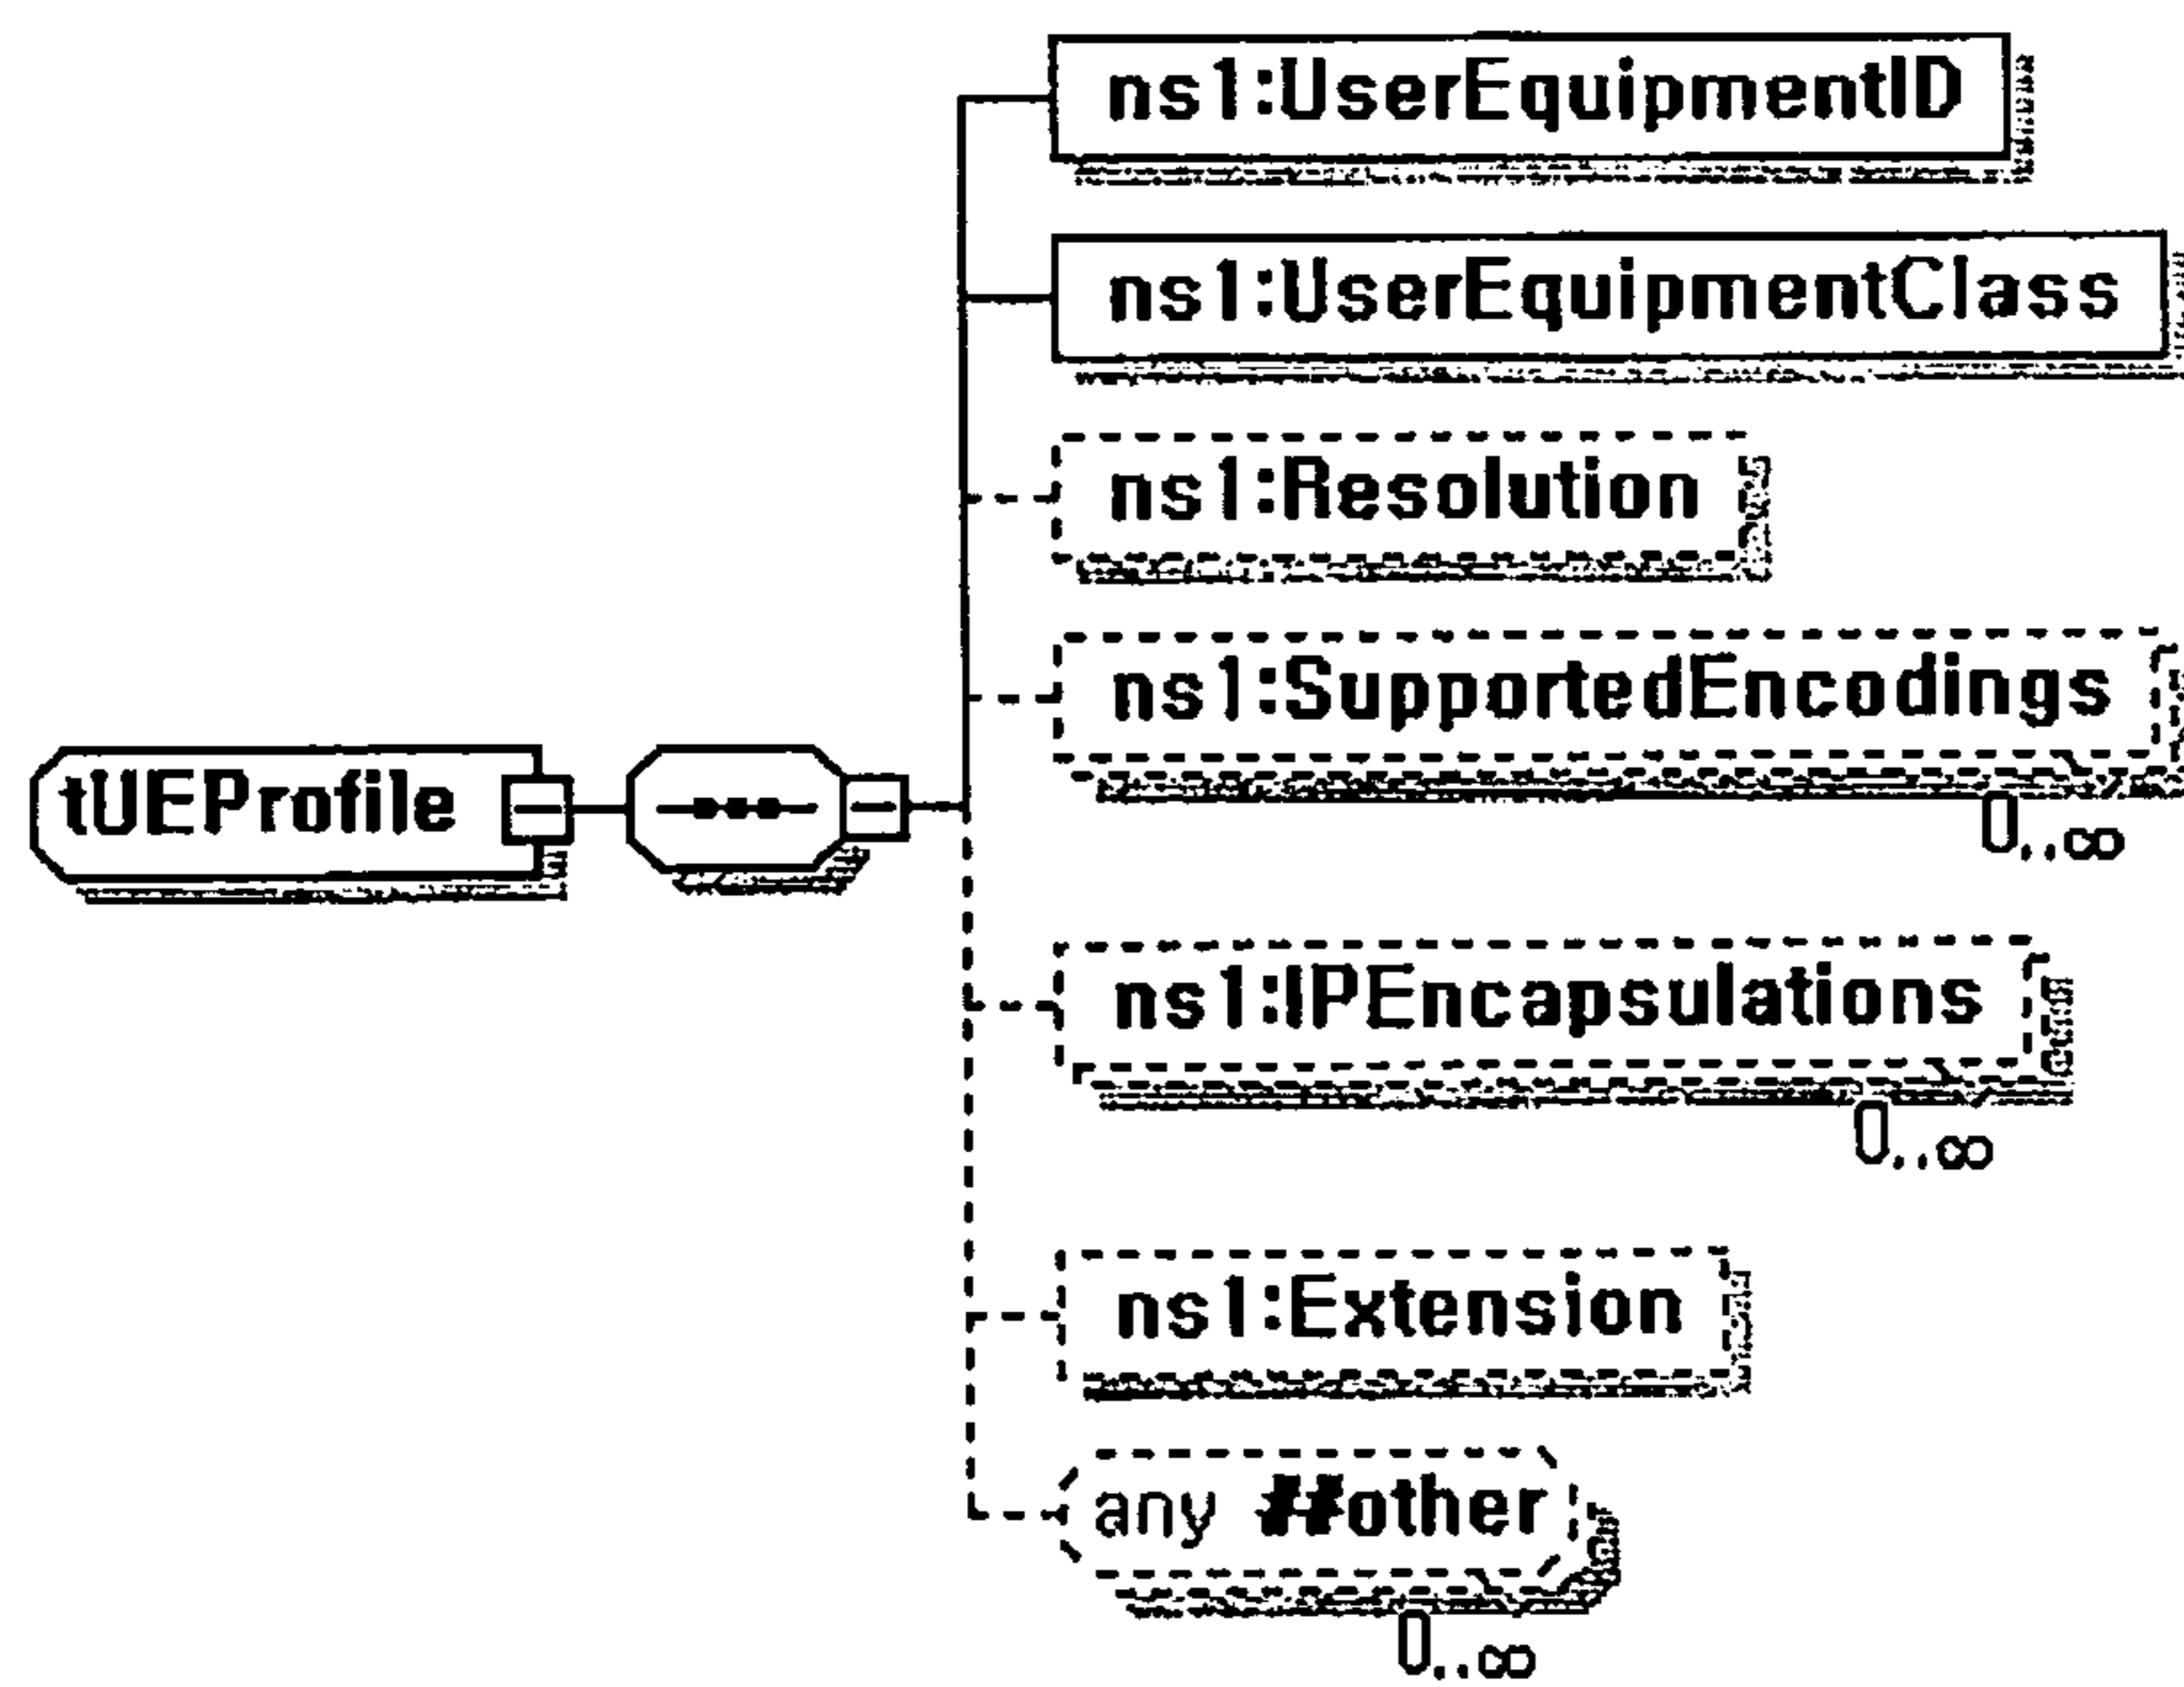 ns1:UserEquipmentID
ns1:UserEquipmentClass
ns1:Resolution
ns1:SupportedEncodings
0..∞
tUEProfile
ns1:IPEncapsulations
0..∞
ns1:Extension
any ##other
0..∞